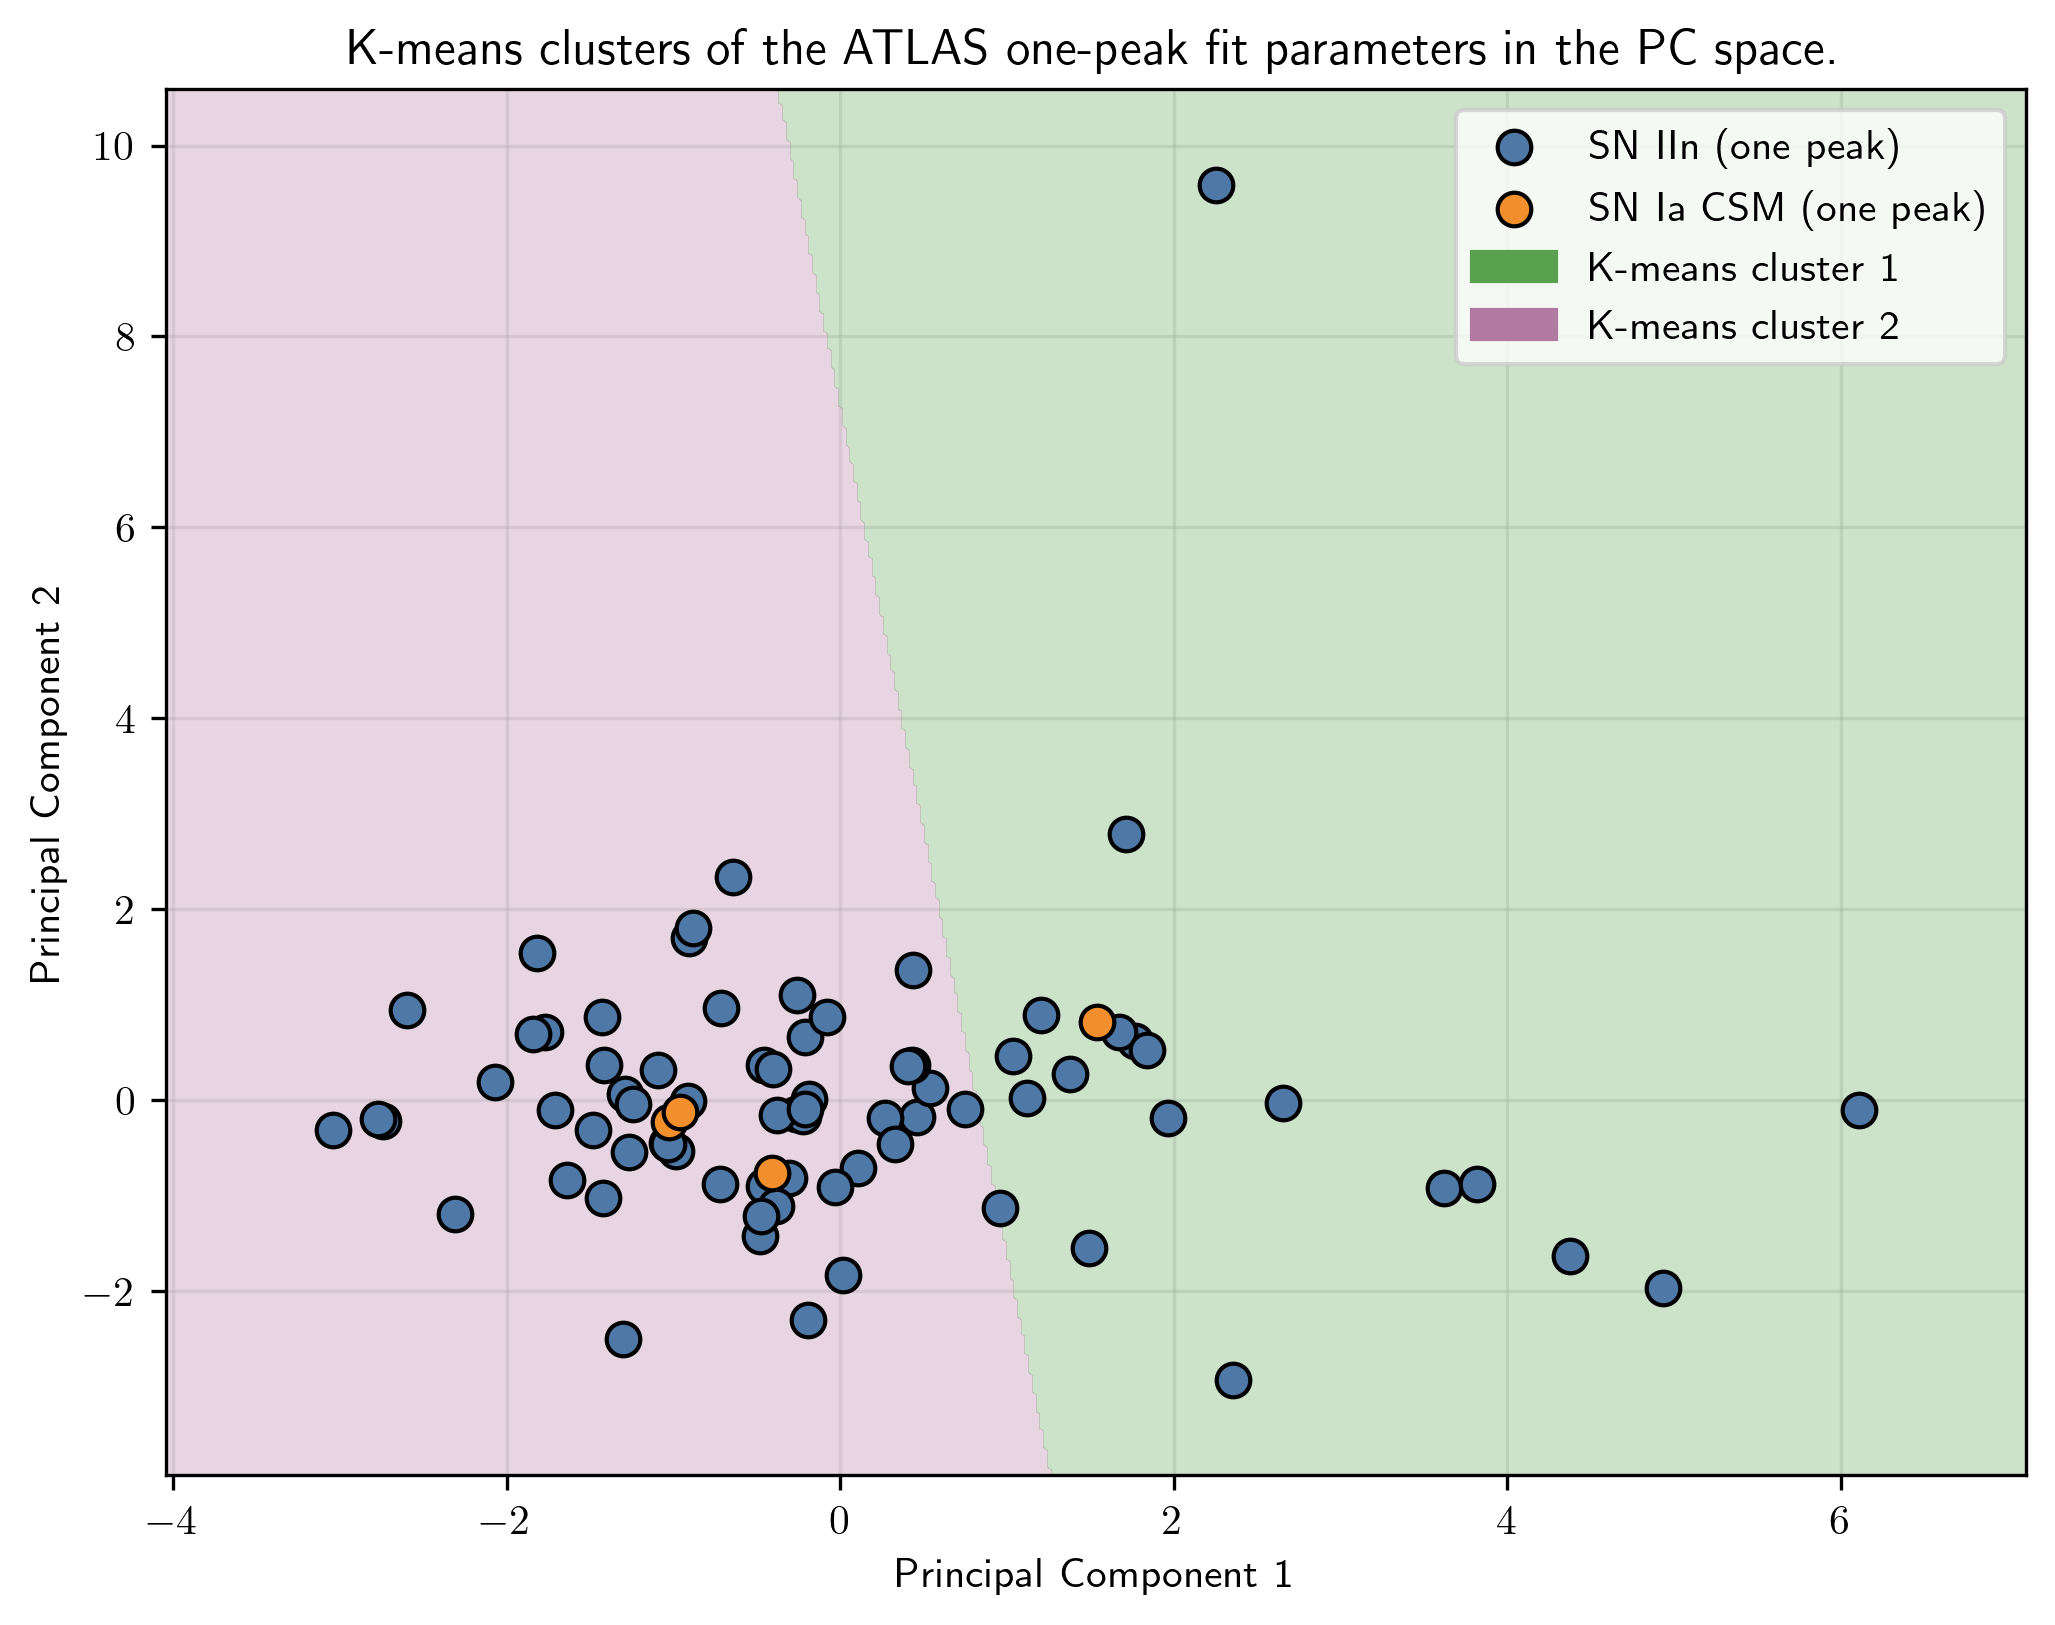 K-means clusters of the ATLAS one-peak fit parameters in the PC space.
SN IIn (one peak)
SN Ia CSM (one peak)
K-means cluster 1
K-means cluster 2
10
8
6
4
2
0
−2
Principal Component 2
−4
−2
0
2
4
6
Principal Component 1